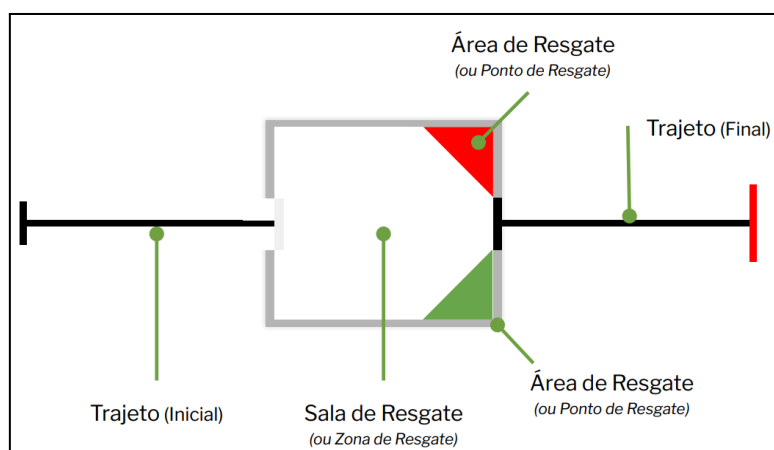 Área de Resgate
(ou Ponto de Resgate)
Trajeto (Final)
Trajeto (Inicial)
Sala de Resgate
(ou Zona de Resgate)
Área de Resgate
(ou Ponto de Resgate)